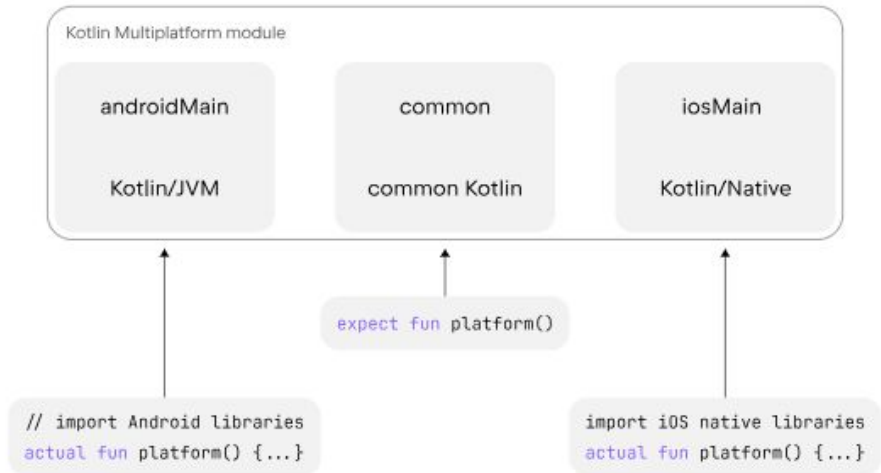 Kotlin Multiplatform module
androidMain
Kotlin/JVM
common
common Kotlin
iosMain
Kotlin/Native
expect fun platform()
// import Android libraries
actual fun platform() {...}
import iOS native libraries
actual fun platform() {...}